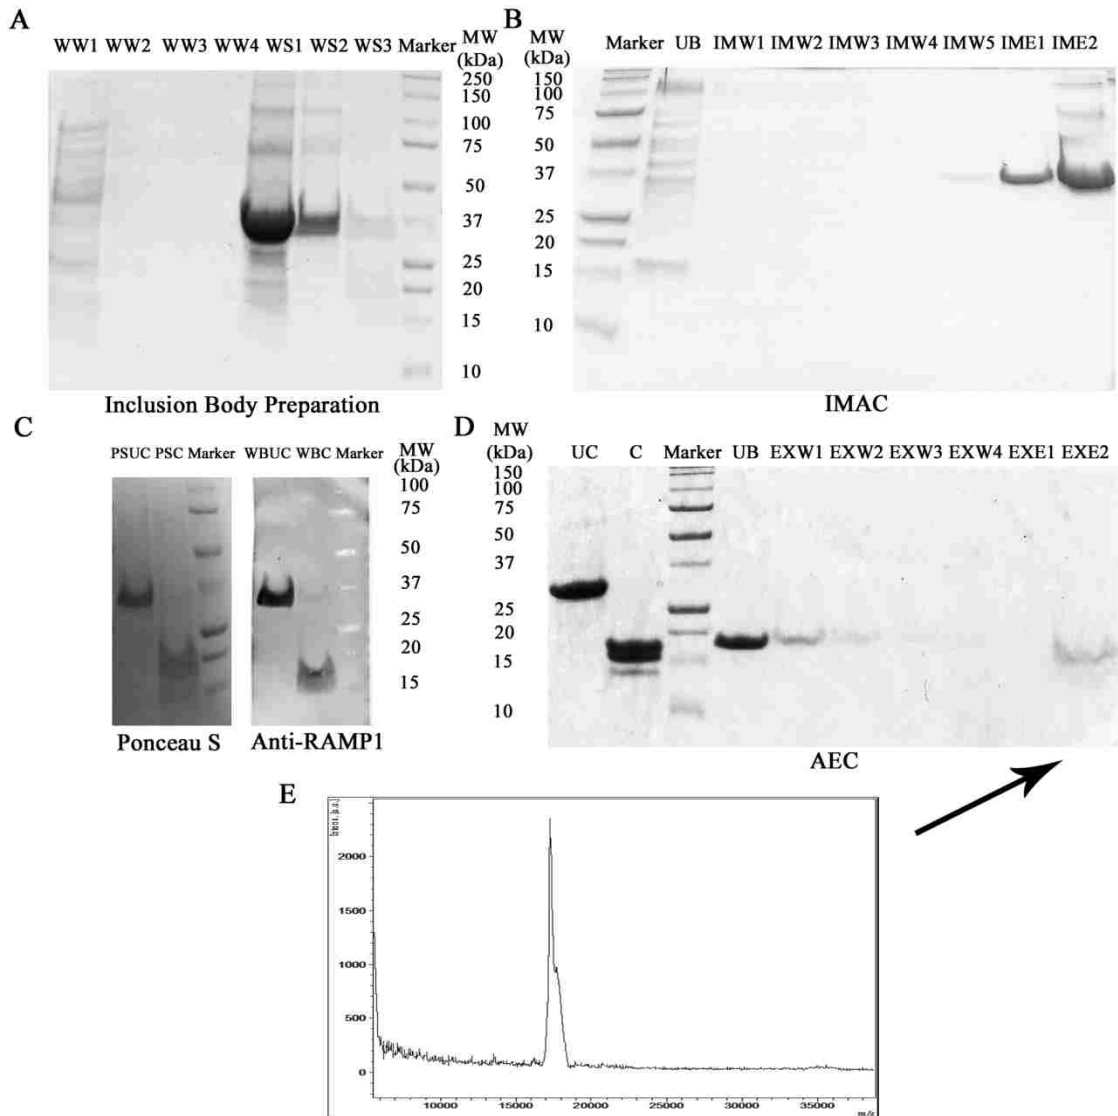 A
WW1 WW2 WW3 WW4 WS1 WS2 WS3 Marker
MW
(kDa)
250
150
100
75
50
37
25
20
15
10
Inclusion Body Preparation
B
MW
(kDa)
Marker UB IMW1 IMW2 IMW3 IMW4 IMW5 IME1 IME2
150
100
75
50
37
25
20
15
10
IMAC
C
PSUC PSC Marker WBUC WBC Marker
MW
(kDa)
100
75
50
37
25
20
15
Ponceau S
Anti-RAMP1
D
MW
(kDa)
UC C Marker UB EXW1 EXW2 EXW3 EXW4 EXE1 EXE2
150
100
75
50
37
25
20
15
10
AEC
E
Intens. [a.u.]
2000
1500
1000
500
0
10000 15000 20000 25000 30000 35000
m/z